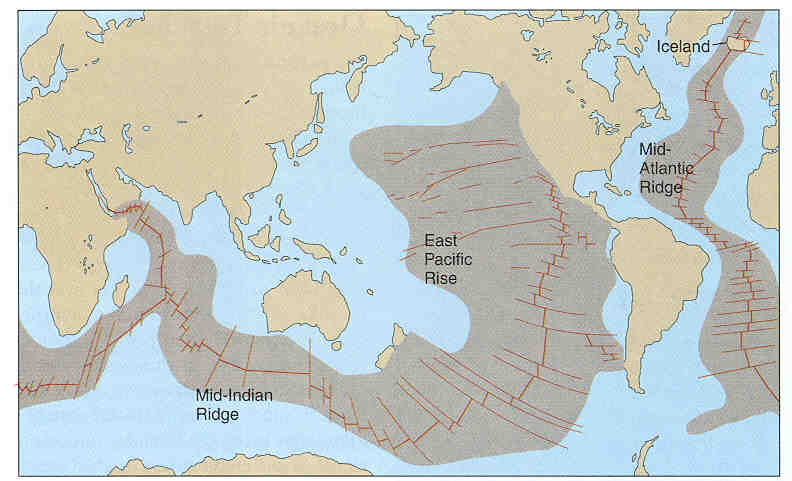 Iceland
Mid-
Atlantic
Ridge
East
Pacific
Rise
Mid-Indian
Ridge